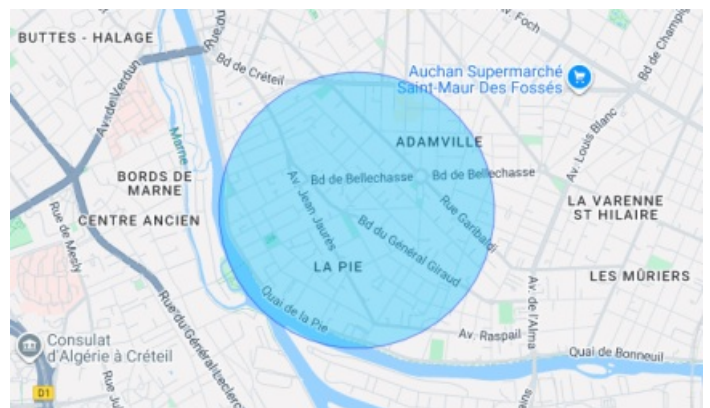 Av. Foch
BUTTES - HALAGE
Rue du
Bd de Champig
Bd de Créteil
Auchan Supermarché
Saint-Maur Des Fossés
Av. de Verdun
Marne
ADAMVILLE
Av. Louis Blanc
BORDS DE
MARNE
Bd de Bellechasse
Bd de Bellechasse
CENTRE ANCIEN
Av. Jean Jaurès
Rue Garibaldi
LA VARENNE
ST HILAIRE
Rue de Mesly
Bd du Général Giraud
LA PIE
LES MÛRIERS
Quai de la Pie
Rue du Général Leclerc
Av. de l'Alma
Av. Raspail
Consulat
d'Algérie à Créteil
Quai de Bonneuil
D1